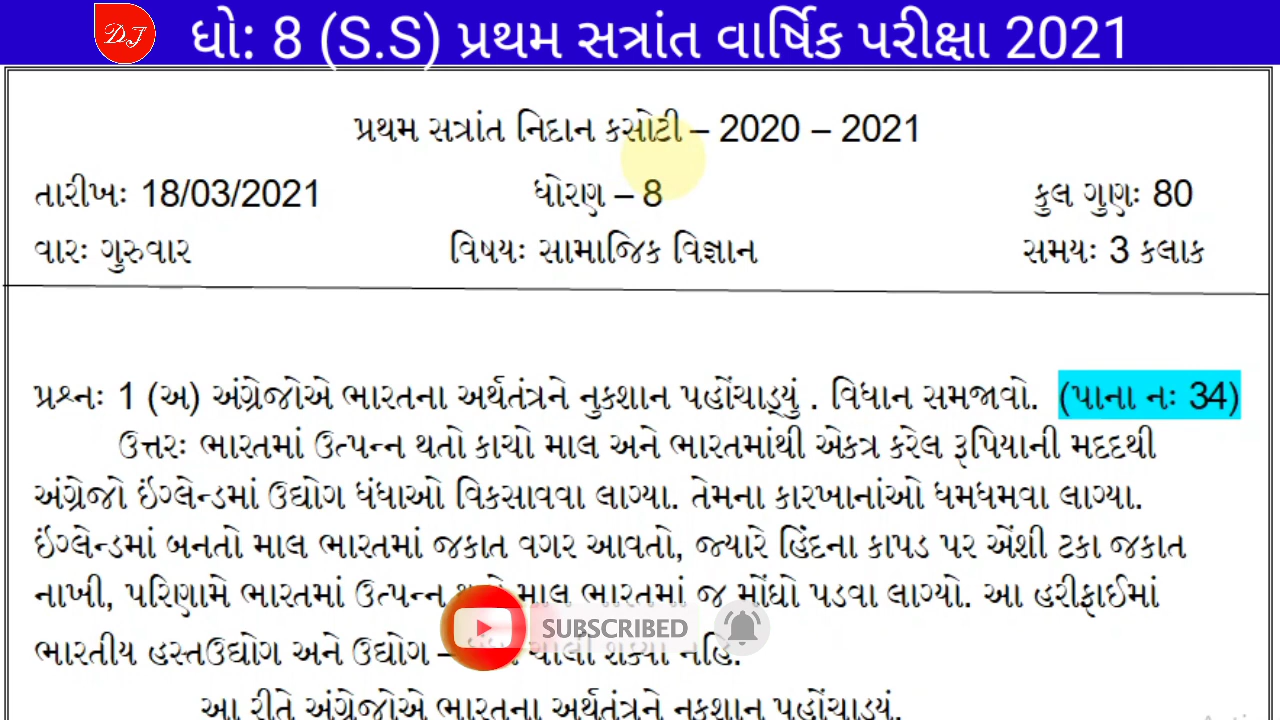 DJ ધો: 8 (S.S) પ્રથમ સત્રાંત વાર્ષિક પરીક્ષા 2021
પ્રથમ સત્રાંત નિદાન કસોટી – 2020 – 2021
તારીખઃ 18/03/2021 ધોરણ – 8 કુલ ગુણઃ 80
વારઃ ગુરુવાર વિષયઃ સામાજિક વિજ્ઞાન સમયઃ 3 કલાક
પ્રશ્નઃ 1 (અ) અંગ્રેજોએ ભારતના અર્થતંત્રને નુકશાન પહોંચાડ્યું . વિધાન સમજાવો. (પાના નઃ 34)
ઉત્તરઃ ભારતમાં ઉત્પન્ન થતો કાચો માલ અને ભારતમાંથી એકત્ર કરેલ રૂપિયાની મદદથી
અંગ્રેજો ઇંગ્લેન્ડમાં ઉદ્યોગ ધંધાઓ વિકસાવવા લાગ્યા. તેમના કારખાનાંઓ ધમધમવા લાગ્યા.
ઇંગ્લેન્ડમાં બનતો માલ ભારતમાં જકાત વગર આવતો, જ્યારે હિંદના કાપડ પર એંશી ટકા જકાત
નાખી, પરિણામે ભારતમાં ઉત્પન્ન માલ ભારતમાં જ મોંઘો પડવા લાગ્યો. આ હરીફાઈમાં
SUBSCRIBED
ભારતીય હસ્તઉદ્યોગ અને ઉદ્યોગ – ચાલી શક્યા નહિ.
આ રીતે અંગ્રેજોએ ભારતના અર્થતંત્રને નુકશાન પહોંચાડ્યું.